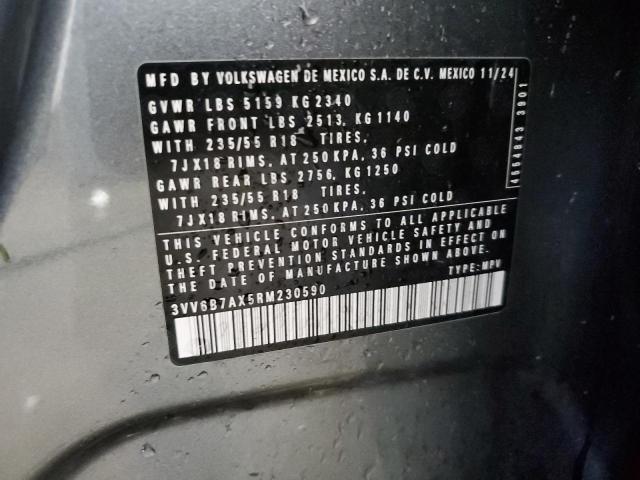 MFD BY VOLKSWAGEN DE MEXICO S.A. DE C.V. MEXICO 11/24
GVWR LBS 5159 KG 2340
GAWR FRONT LBS 2513, KG 1140
WITH 235/55 R18 TIRES.
7JX18 RIMS, AT 250 KPA, 36 PSI COLD
GAWR REAR LBS 2756, KG 1250
WITH 235/55 R18 TIRES.
7JX18 RIMS, AT 250 KPA, 36 PSI COLD
THIS VEHICLE CONFORMS TO ALL APPLICABLE
U.S. FEDERAL MOTOR VEHICLE SAFETY AND
THEFT PREVENTION STANDARDS IN EFFECT ON
THE DATE OF MANUFACTURE SHOWN ABOVE.
3VV6B7AX5RM230590 TYPE: MPV
3901